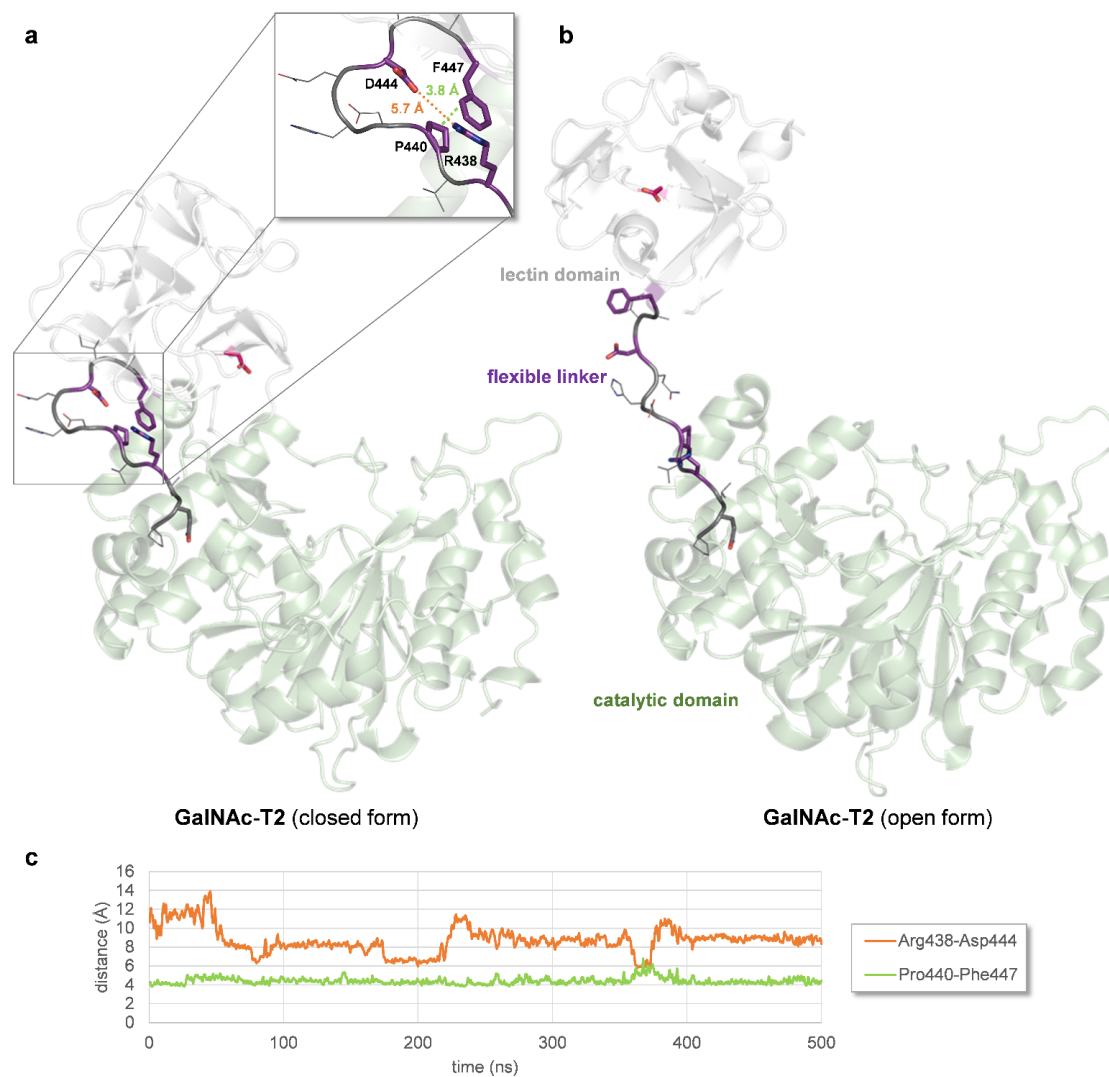 a
b
F447
D444
3.8 Å
5.7 Å
P440
R438
lectin domain
flexible linker
catalytic domain
GalNAc-T2 (closed form)
GalNAc-T2 (open form)
c
16
14
12
10
8
6
4
2
0
distance (Å)
0
100
200
300
400
500
time (ns)
Arg438-Asp444
Pro440-Phe447